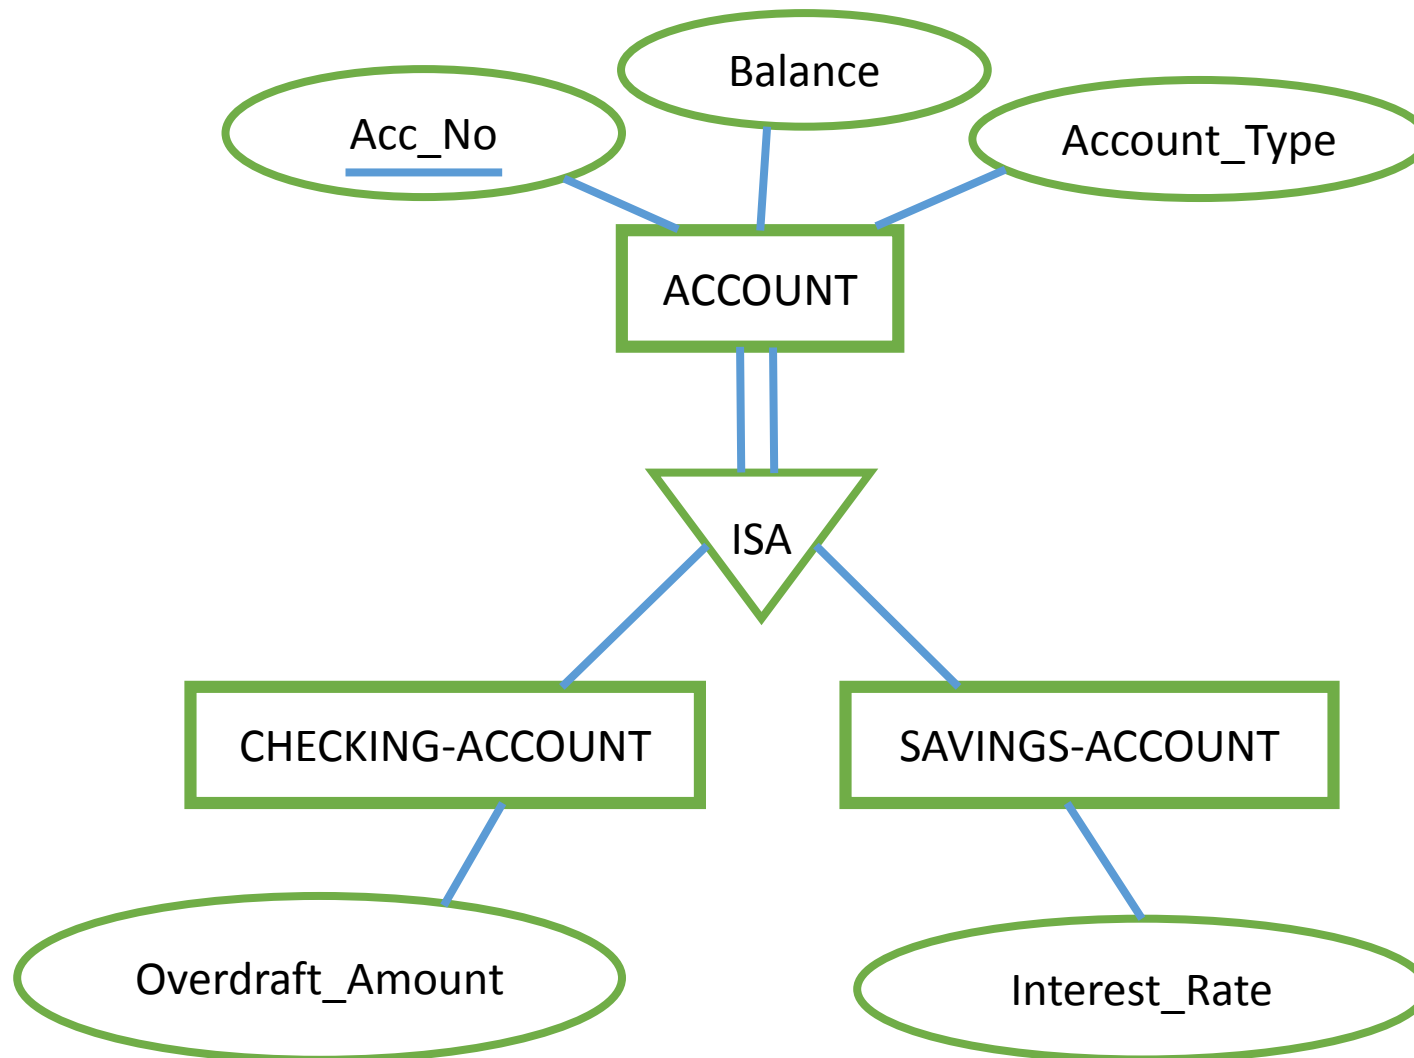 Balance
Acc_No
Account_Type
ACCOUNT
ISA
CHECKING-ACCOUNT
SAVINGS-ACCOUNT
Overdraft_Amount
Interest_Rate